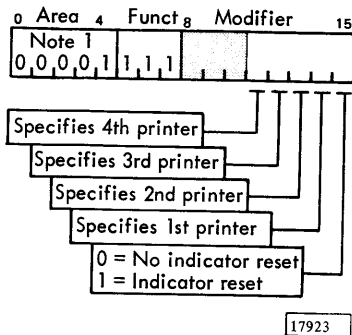 0 Area 4 Funct 8 Modifier 15
Note 1
0 0 0 0 1 1 1 1
Specifies 4th printer
Specifies 3rd printer
Specifies 2nd printer
Specifies 1st printer
0 = No indicator reset
1 = Indicator reset
17923